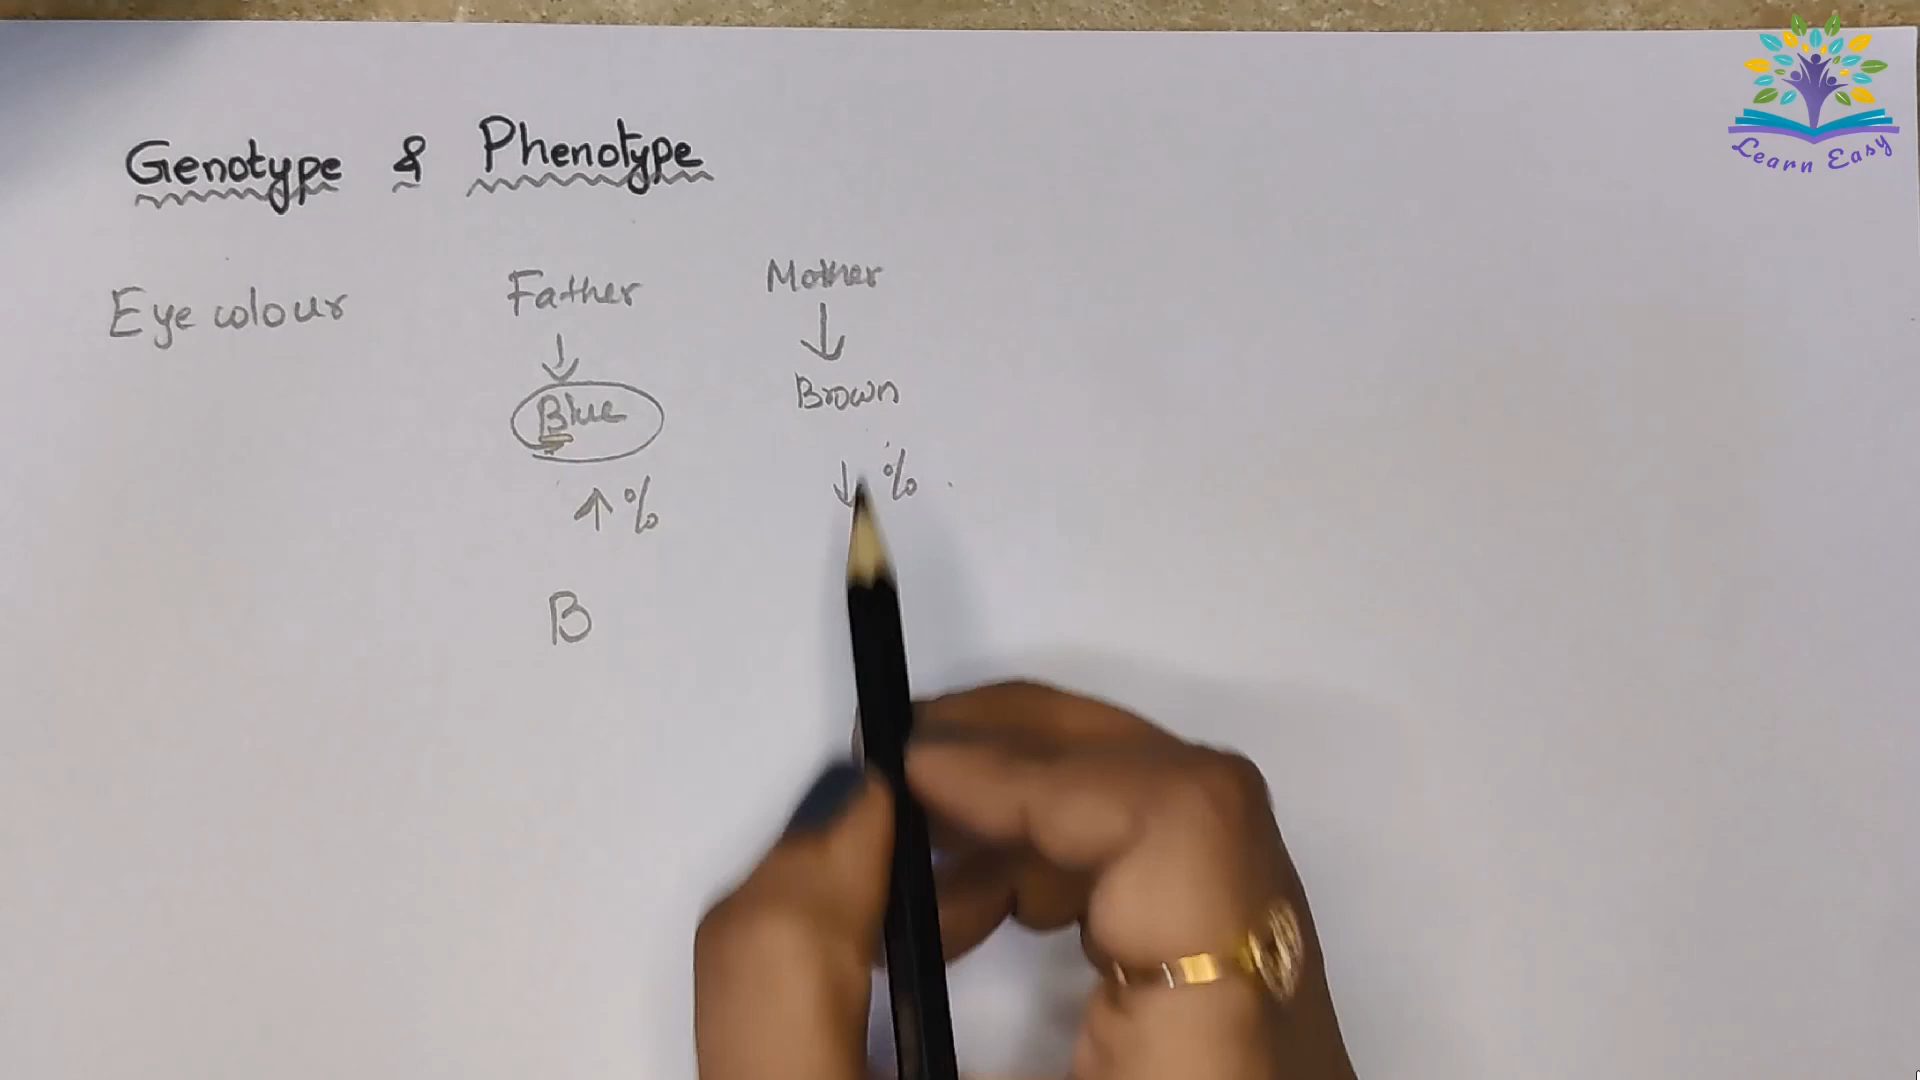 Genotype & Phenotype
Eye colour Father Mother
↓ ↓
Blue Brown
↑ % ↓ %
B
Learn Easy